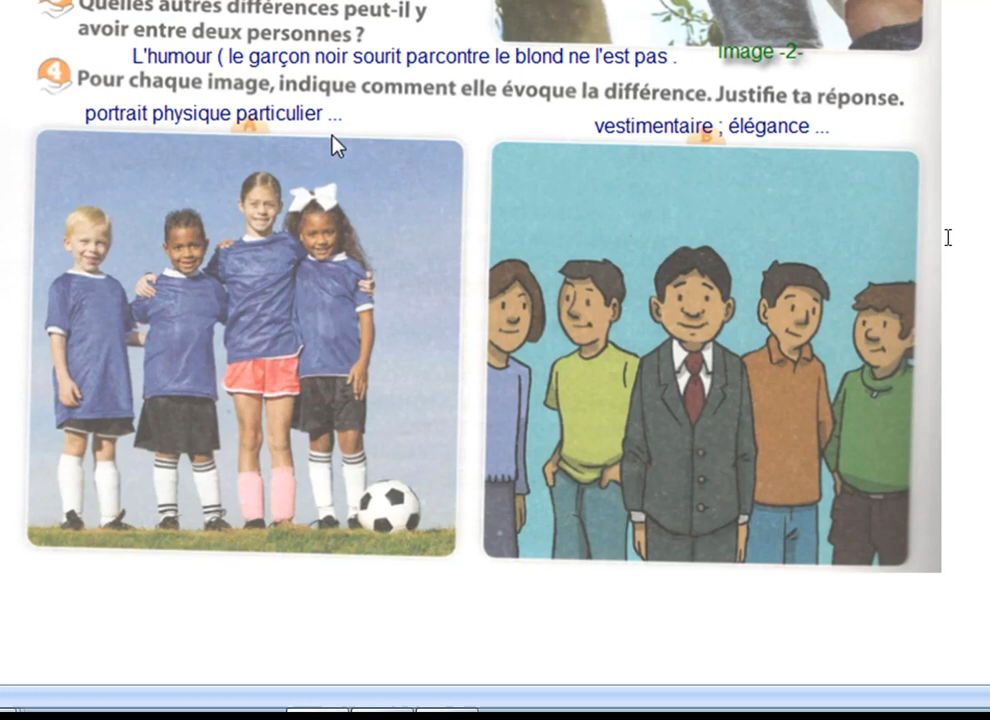 Quelles autres différences peut-il y
avoir entre deux personnes ?
L'humour ( le garçon noir sourit parcontre le blond ne l'est pas .
Image -2-
4 Pour chaque image, indique comment elle évoque la différence. Justifie ta réponse.
portrait physique particulier ...
vestimentaire ; élégance ...
A
B